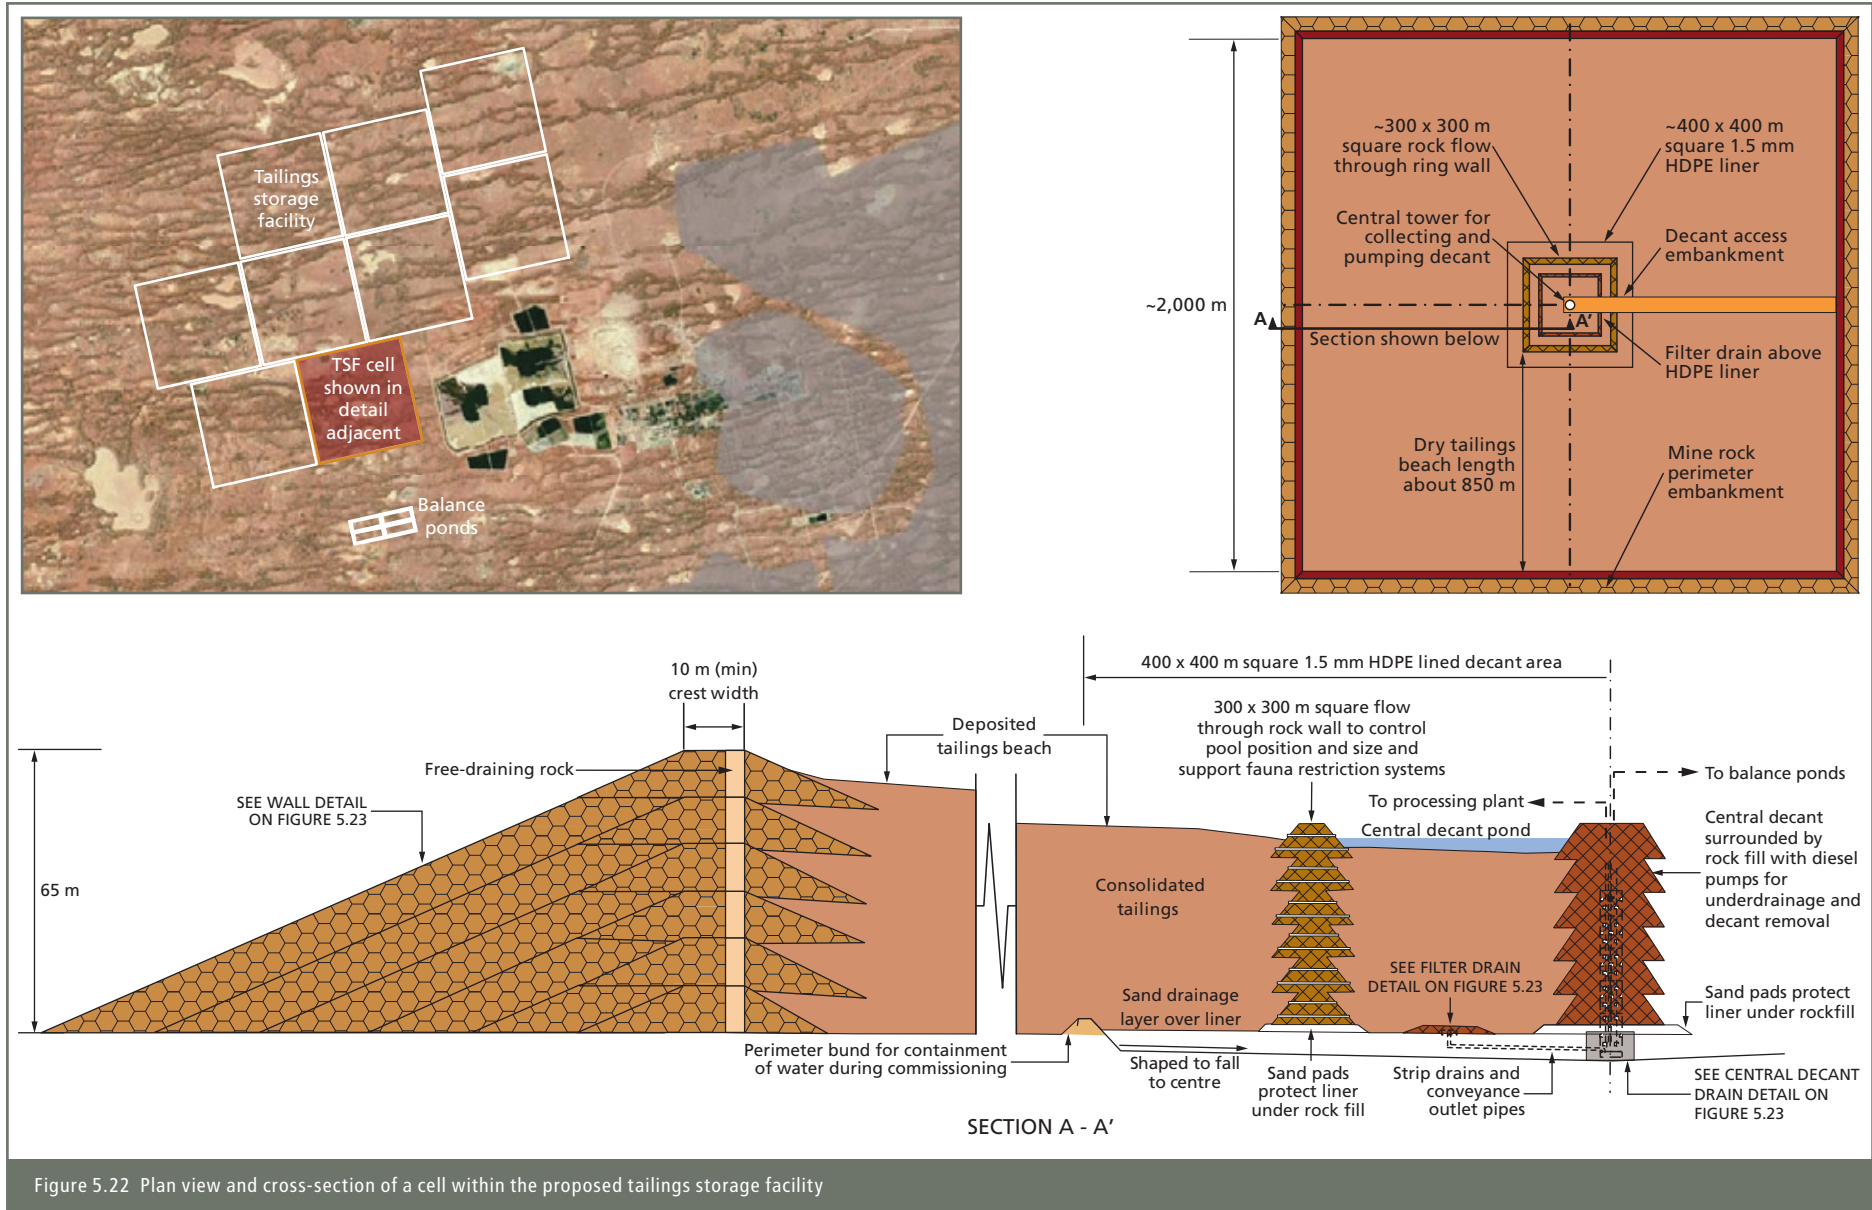 Tailings
storage
facility
TSF cell
shown in
detail
adjacent
Balance
ponds
~300 x 300 m
square rock flow
through ring wall
~400 x 400 m
square 1.5 mm
HDPE liner
Central tower for
collecting and
pumping decant
Decant access
embankment
~2,000 m
A
A'
Section shown below
Filter drain above
HDPE liner
Dry tailings
beach length
about 850 m
Mine rock
perimeter
embankment
10 m (min)
crest width
400 x 400 m square 1.5 mm HDPE lined decant area
300 x 300 m square flow
through rock wall to control
pool position and size and
support fauna restriction systems
Deposited
tailings beach
Free-draining rock
To balance ponds
SEE WALL DETAIL
ON FIGURE 5.23
To processing plant
Central decant pond
Central decant
surrounded by
rock fill with diesel
pumps for
underdrainage and
decant removal
65 m
Consolidated
tailings
SEE FILTER DRAIN
DETAIL ON FIGURE 5.23
Sand drainage
layer over liner
Sand pads protect
liner under rockfill
Perimeter bund for containment
of water during commissioning
Shaped to fall
to centre
Sand pads
protect liner
under rock fill
Strip drains and
conveyance
outlet pipes
SEE CENTRAL DECANT
DRAIN DETAIL ON
FIGURE 5.23
SECTION A - A'
Figure 5.22 Plan view and cross-section of a cell within the proposed tailings storage facility